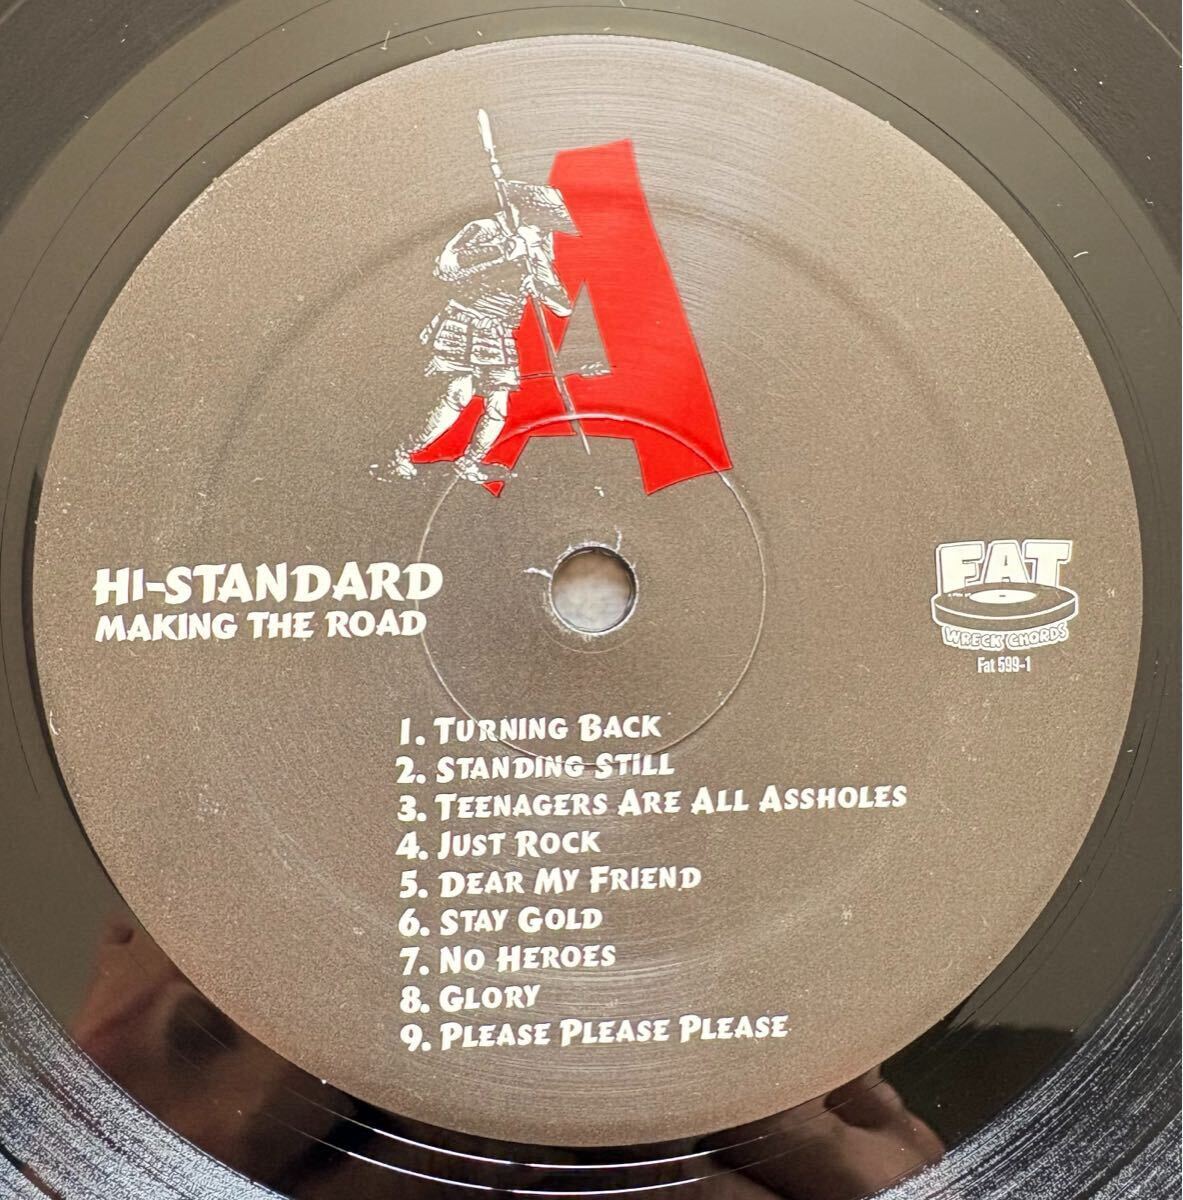 A
HI-STANDARD
MAKING THE ROAD
FAT
WRECK CHORDS
Fat 599-1
1. TURNING BACK
2. STANDING STILL
3. TEENAGERS ARE ALL ASSHOLES
4. JUST ROCK
5. DEAR MY FRIEND
6. STAY GOLD
7. NO HEROES
8. GLORY
9. PLEASE PLEASE PLEASE